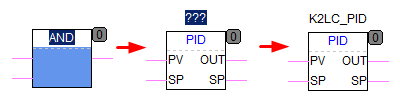 AND 0
??? 0
PID
PV OUT
SP SP
K2LC_PID
0
PID
PV OUT
SP SP